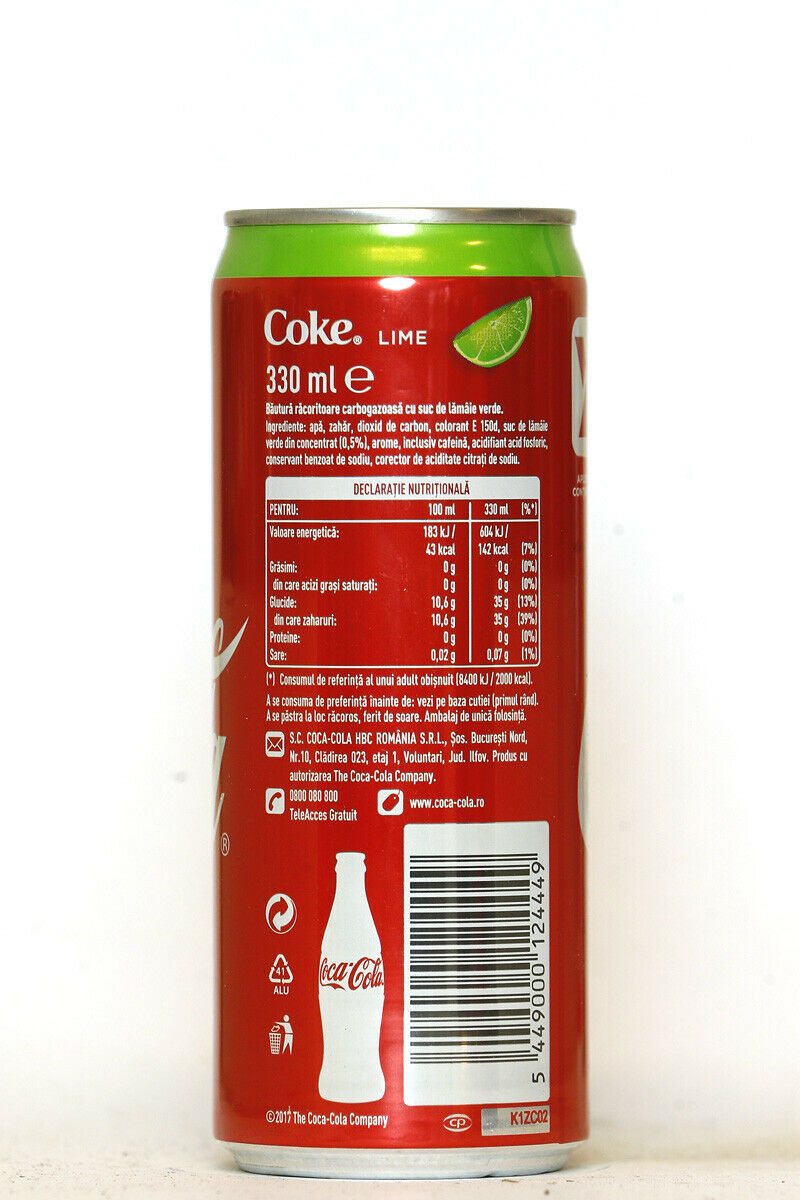 Coke® LIME
330 ml ℮
Băutură răcoritoare carbogazoasă cu suc de lămâie verde.
Ingrediente: apă, zahăr, dioxid de carbon, colorant E 150d, suc de lămâie
verde din concentrat (0,5%), arome, inclusiv cafeină, acidifiant acid fosforic,
conservant benzoat de sodiu, corector de aciditate citrați de sodiu.
DECLARAȚIE NUTRIȚIONALĂ
PENTRU: 100 ml 330 ml (%*)
Valoare energetică: 183 kJ / 604 kJ /
43 kcal 142 kcal (7%)
Grăsimi: 0 g 0 g (0%)
din care acizi grași saturați: 0 g 0 g (0%)
Glucide: 10,6 g 35 g (13%)
din care zaharuri: 10,6 g 35 g (39%)
Proteine: 0 g 0 g (0%)
Sare: 0,02 g 0,07 g (1%)
(*) Consumul de referință al unui adult obișnuit (8400 kJ / 2000 kcal).
A se consuma de preferință înainte de: vezi pe baza cutiei (primul rând).
A se păstra la loc răcoros, ferit de soare. Ambalaj de unică folosință.
S.C. COCA-COLA HBC ROMÂNIA S.R.L., Șos. București Nord,
Nr.10, Clădirea 023, etaj 1, Voluntari, Jud. Ilfov. Produs cu
autorizarea The Coca-Cola Company.
0800 080 800
TeleAcces Gratuit
www.coca-cola.ro
®
41
ALU
Coca-Cola
5 449000 124449
© 2017 The Coca-Cola Company
CP
K1ZC02